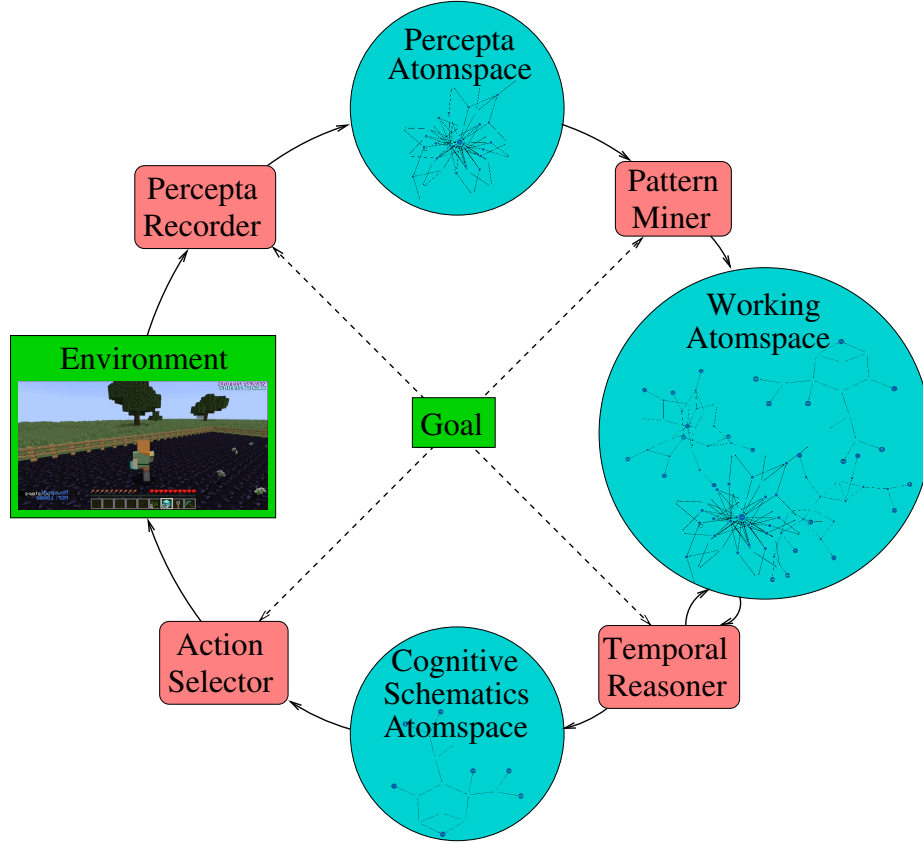 Percepta
Atomspace
Percepta
Recorder
Pattern
Miner
Working
Atomspace
Environment
Goal
Action
Selector
Cognitive
Schematics
Atomspace
Temporal
Reasoner